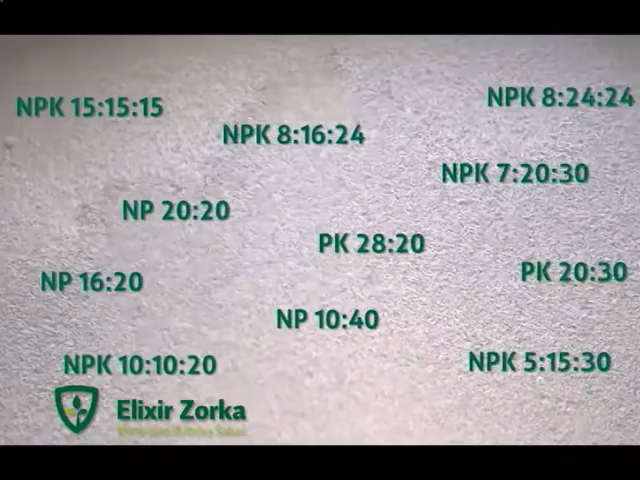 NPK 8:24:24
NPK 15:15:15
NPK 8:16:24
NPK 7:20:30
NP 20:20
PK 28:20
PK 20:30
NP 16:20
NP 10:40
NPK 5:15:30
NPK 10:10:20
Elixir Zorka